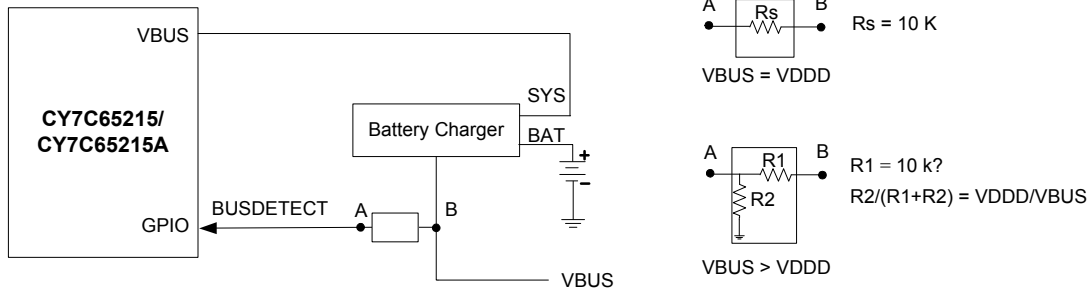 VBUS
CY7C65215/
CY7C65215A
GPIO
BUSDETECT
A
B
SYS
BAT
Battery Charger
+
-
VBUS
A
B
Rs
Rs = 10 K
VBUS = VDDD
A
B
R1
R2
R1 = 10 k?
R2/(R1+R2) = VDDD/VBUS
VBUS > VDDD